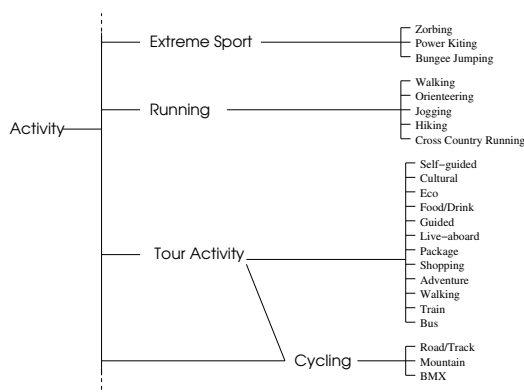 Activity
Extreme Sport
Zorbing
Power Kiting
Bungee Jumping
Running
Walking
Orienteering
Jogging
Hiking
Cross Country Running
Tour Activity
Self-guided
Cultural
Eco
Food/Drink
Guided
Live-aboard
Package
Shopping
Adventure
Walking
Train
Bus
Cycling
Road/Track
Mountain
BMX